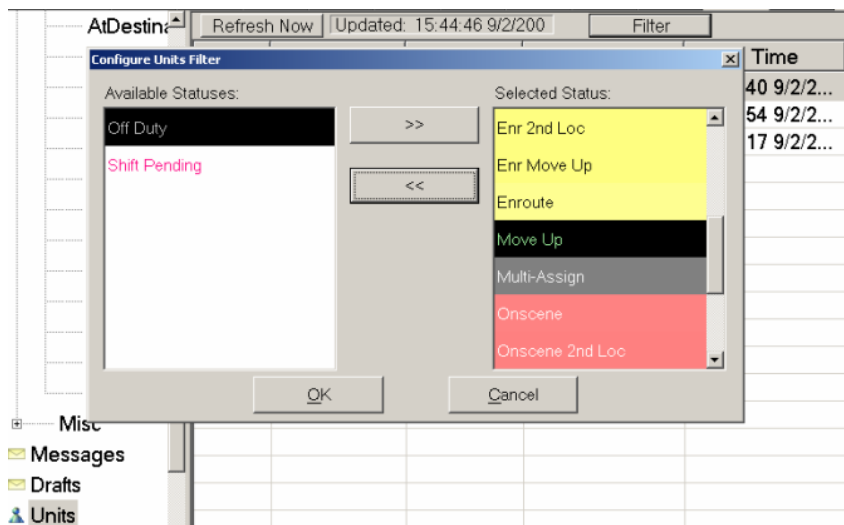 AtDestina
Refresh Now Updated: 15:44:46 9/2/200 Filter
Configure Units Filter
Time
Available Statuses:
Selected Status:
40 9/2/2...
54 9/2/2...
17 9/2/2...
Off Duty
Shift Pending
>>
<<
Enr 2nd Loc
Enr Move Up
Enroute
Move Up
Multi-Assign
Onscene
Onscene 2nd Loc
OK
Cancel
Misc
Messages
Drafts
Units